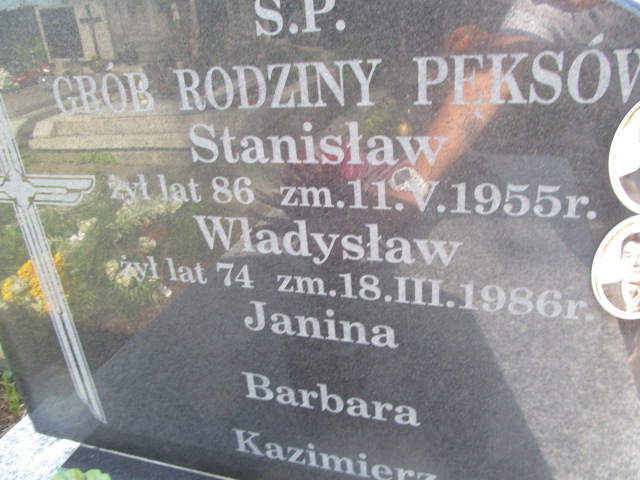 Ś.P.
GRÓB RODZINY PĘKSÓW
Stanisław
żył lat 86 zm.11.V.1955r.
Władysław
żył lat 74 zm.18.III.1986r.
Janina
Barbara
Kazimierz